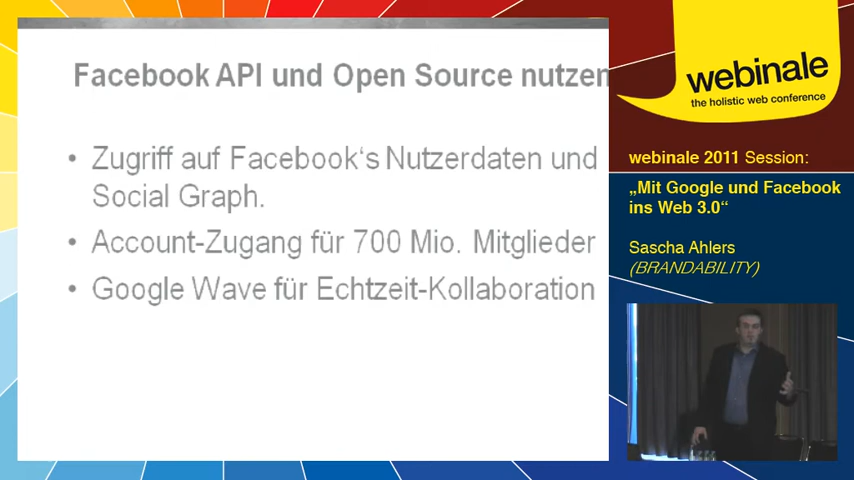 Facebook API und Open Source nutzen
• Zugriff auf Facebook‘s Nutzerdaten und
Social Graph.
• Account-Zugang für 700 Mio. Mitglieder
• Google Wave für Echtzeit-Kollaboration
webinale
the holistic web conference
webinale 2011 Session:
„Mit Google und Facebook
ins Web 3.0“
Sascha Ahlers
(BRANDABILITY)